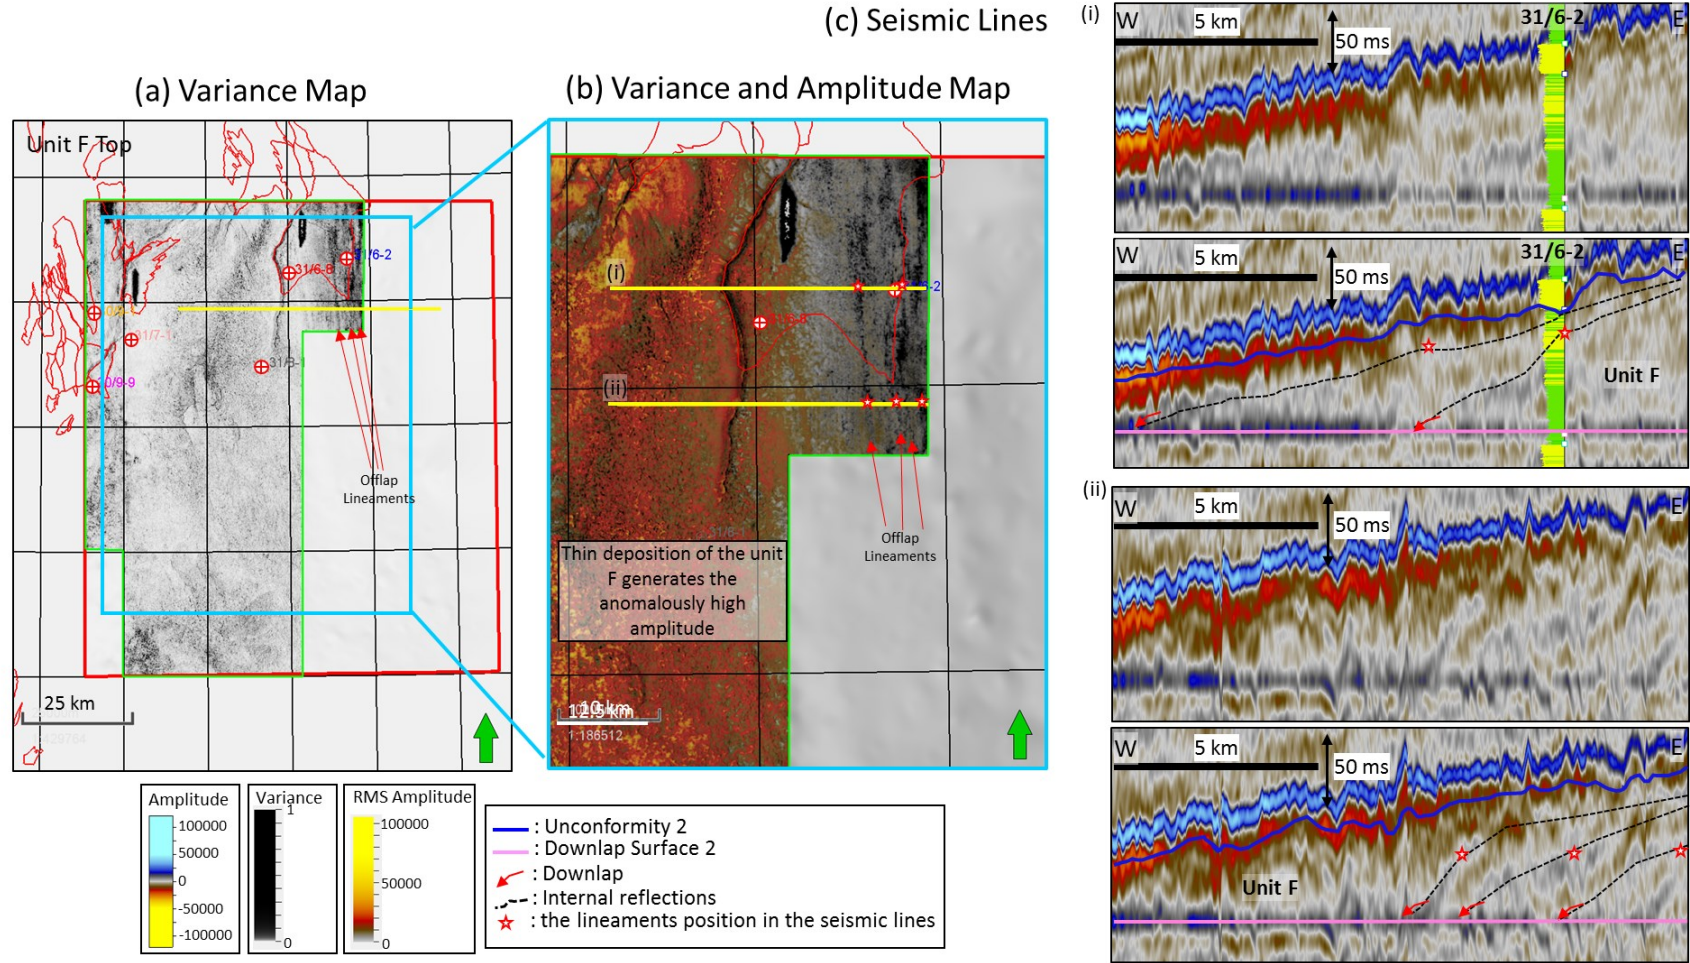 (c) Seismic Lines
(a) Variance Map
(b) Variance and Amplitude Map
Unit F Top
31/6-2
31/6-8
31/7-1
31/8-1
30/9-9
Offlap
Lineaments
25 km
1:429764
(i)
(ii)
Offlap
Lineaments
Thin deposition of the unit
F generates the
anomalously high
amplitude
12.5 km
1:186512
(i)
W
5 km
50 ms
31/6-2
E
W
5 km
50 ms
31/6-2
E
Unit F
(ii)
W
5 km
50 ms
E
W
5 km
50 ms
E
Unit F
Amplitude
100000
50000
0
-50000
-100000
Variance
1
0
RMS Amplitude
100000
50000
0
: Unconformity 2
: Downlap Surface 2
: Downlap
: Internal reflections
: the lineaments position in the seismic lines